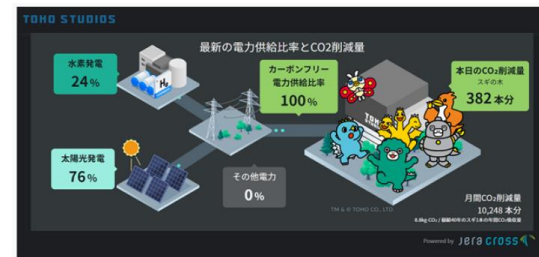 TOHO STUDIOS
最新の電力供給比率とCO2削減量
水素発電
24%
H₂
カーボンフリー
電力供給比率
100%
本日のCO₂削減量
スギの木
382 本分
太陽光発電
76%
その他電力
0%
TM & © TOHO CO., LTD.
月間CO₂削減量
10,248 本分
Powered by Jera cross